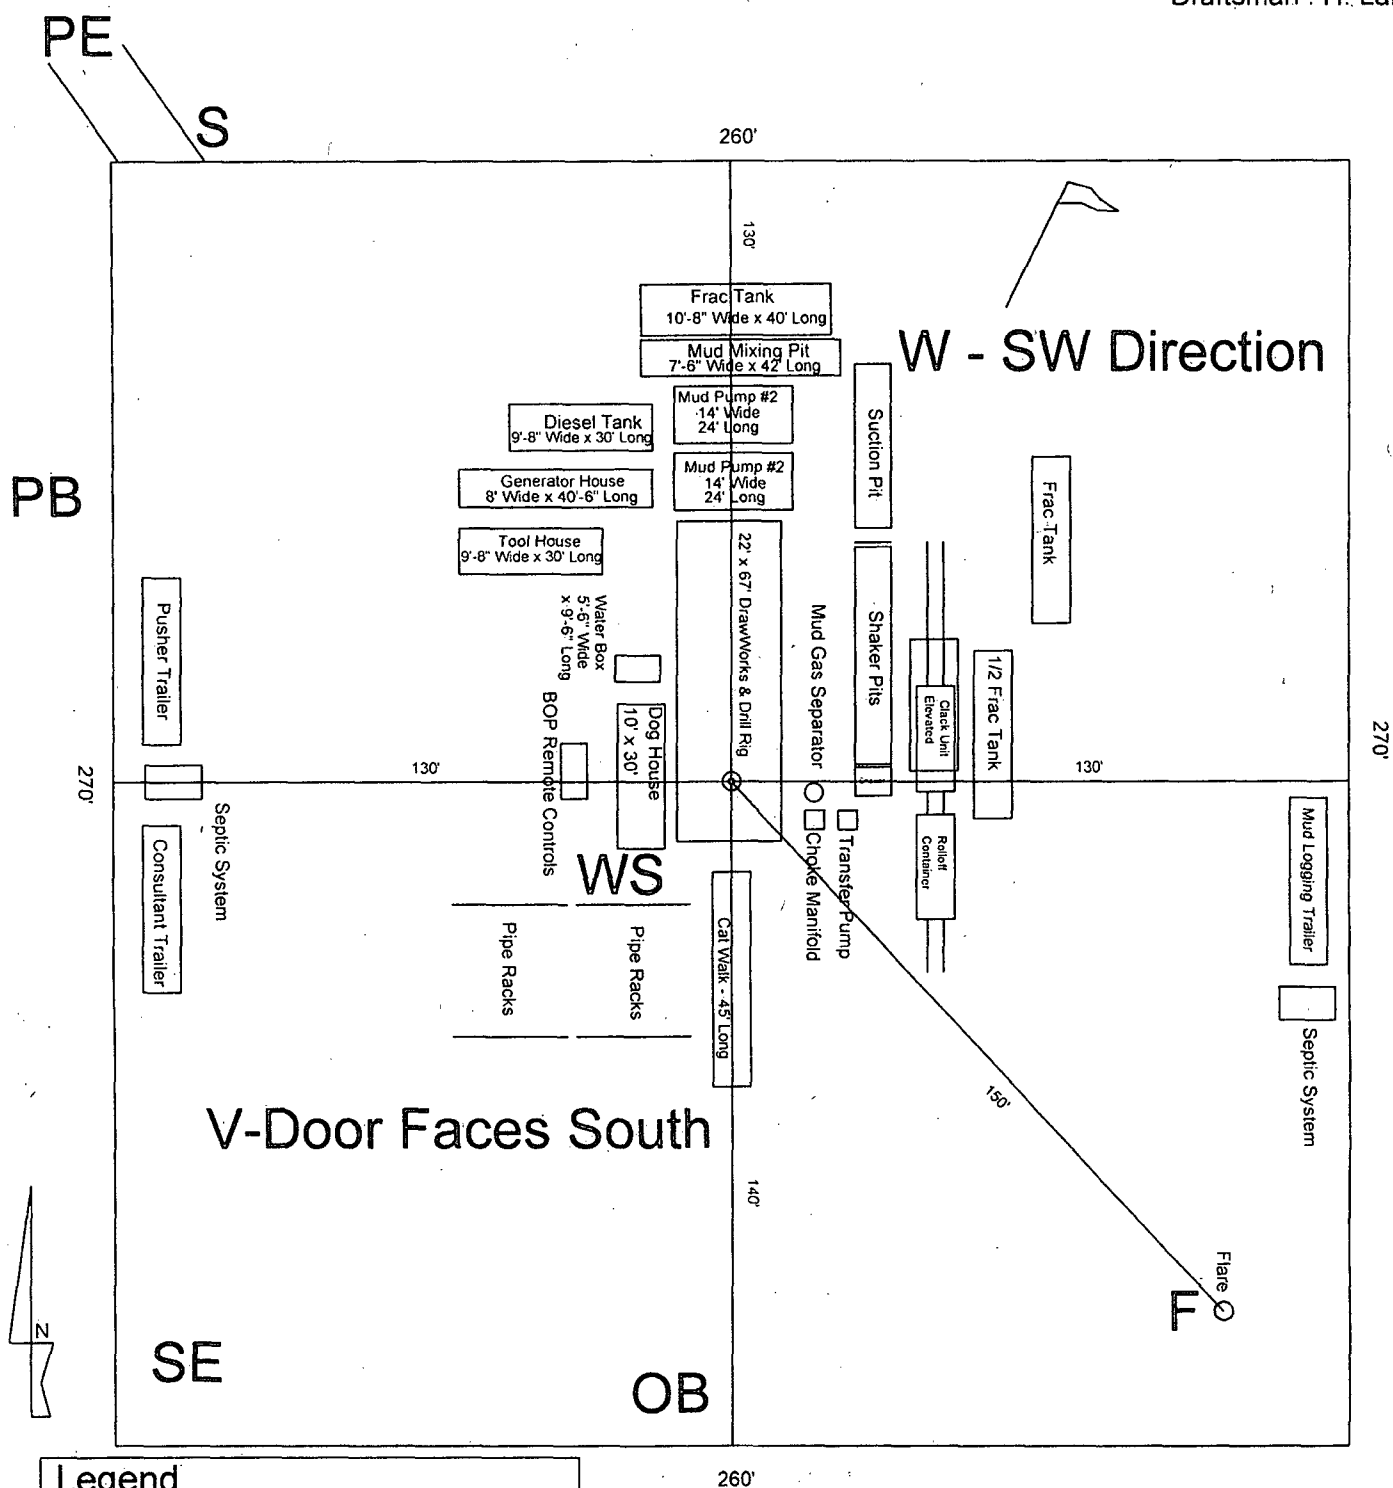 PE
S
260'
130'
Frac Tank
10'-8" Wide x 40' Long
Mud Mixing Pit
7'-6" Wide x 42' Long
W - SW Direction
Mud Pump #2
14' Wide
24' Long
Diesel Tank
9'-8" Wide x 30' Long
Suction Pit
Mud Pump #2
14' Wide
24' Long
Generator House
8' Wide x 40'-6" Long
PB
Frac Tank
Tool House
9'-8" Wide x 30' Long
22' x 67' DrawWorks & Drill Rig
Water Box
5'-6" Wide
x 9'-6" Long
Pusher Trailer
Mud Gas Separator
Shaker Pits
1/2 Frac Tank
Clack Unit
Elevated
BOP Remote Controls
Dog House
10' x 30'
270'
130'
130'
270'
Septic System
Consultant Trailer
WS
Choke Manifold
Transfer Pump
Rolloff
Container
Mud Logging Trailer
Pipe Racks
Pipe Racks
Cat Walk - 45' Long
Septic System
150'
V-Door Faces South
140'
Flare
F
N
SE
OB
Legend
260'